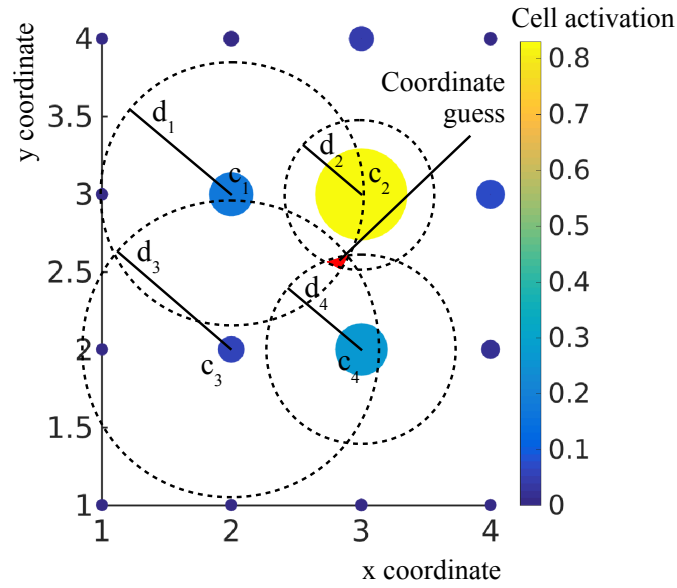 Cell activation
4
0.8
Coordinate
guess
y coordinate
3.5
d1
d2
0.7
0.6
3
c1
c2
0.5
2.5
d3
d4
0.4
0.3
2
c3
c4
0.2
1.5
0.1
1
0
1
2
3
4
x coordinate